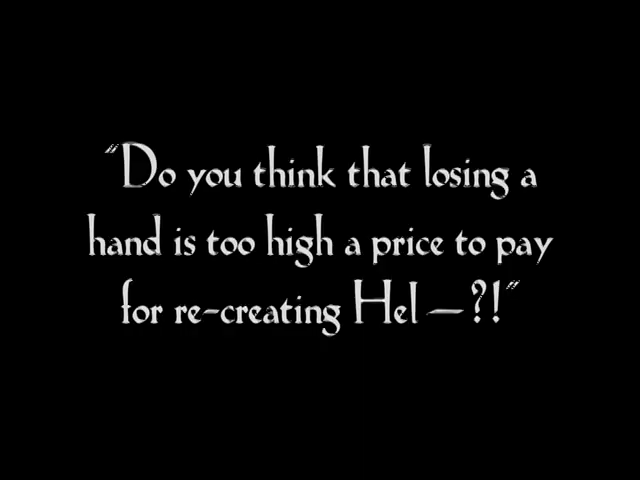 "Do you think that losing a
hand is too high a price to pay
for re-creating Hel—?!"